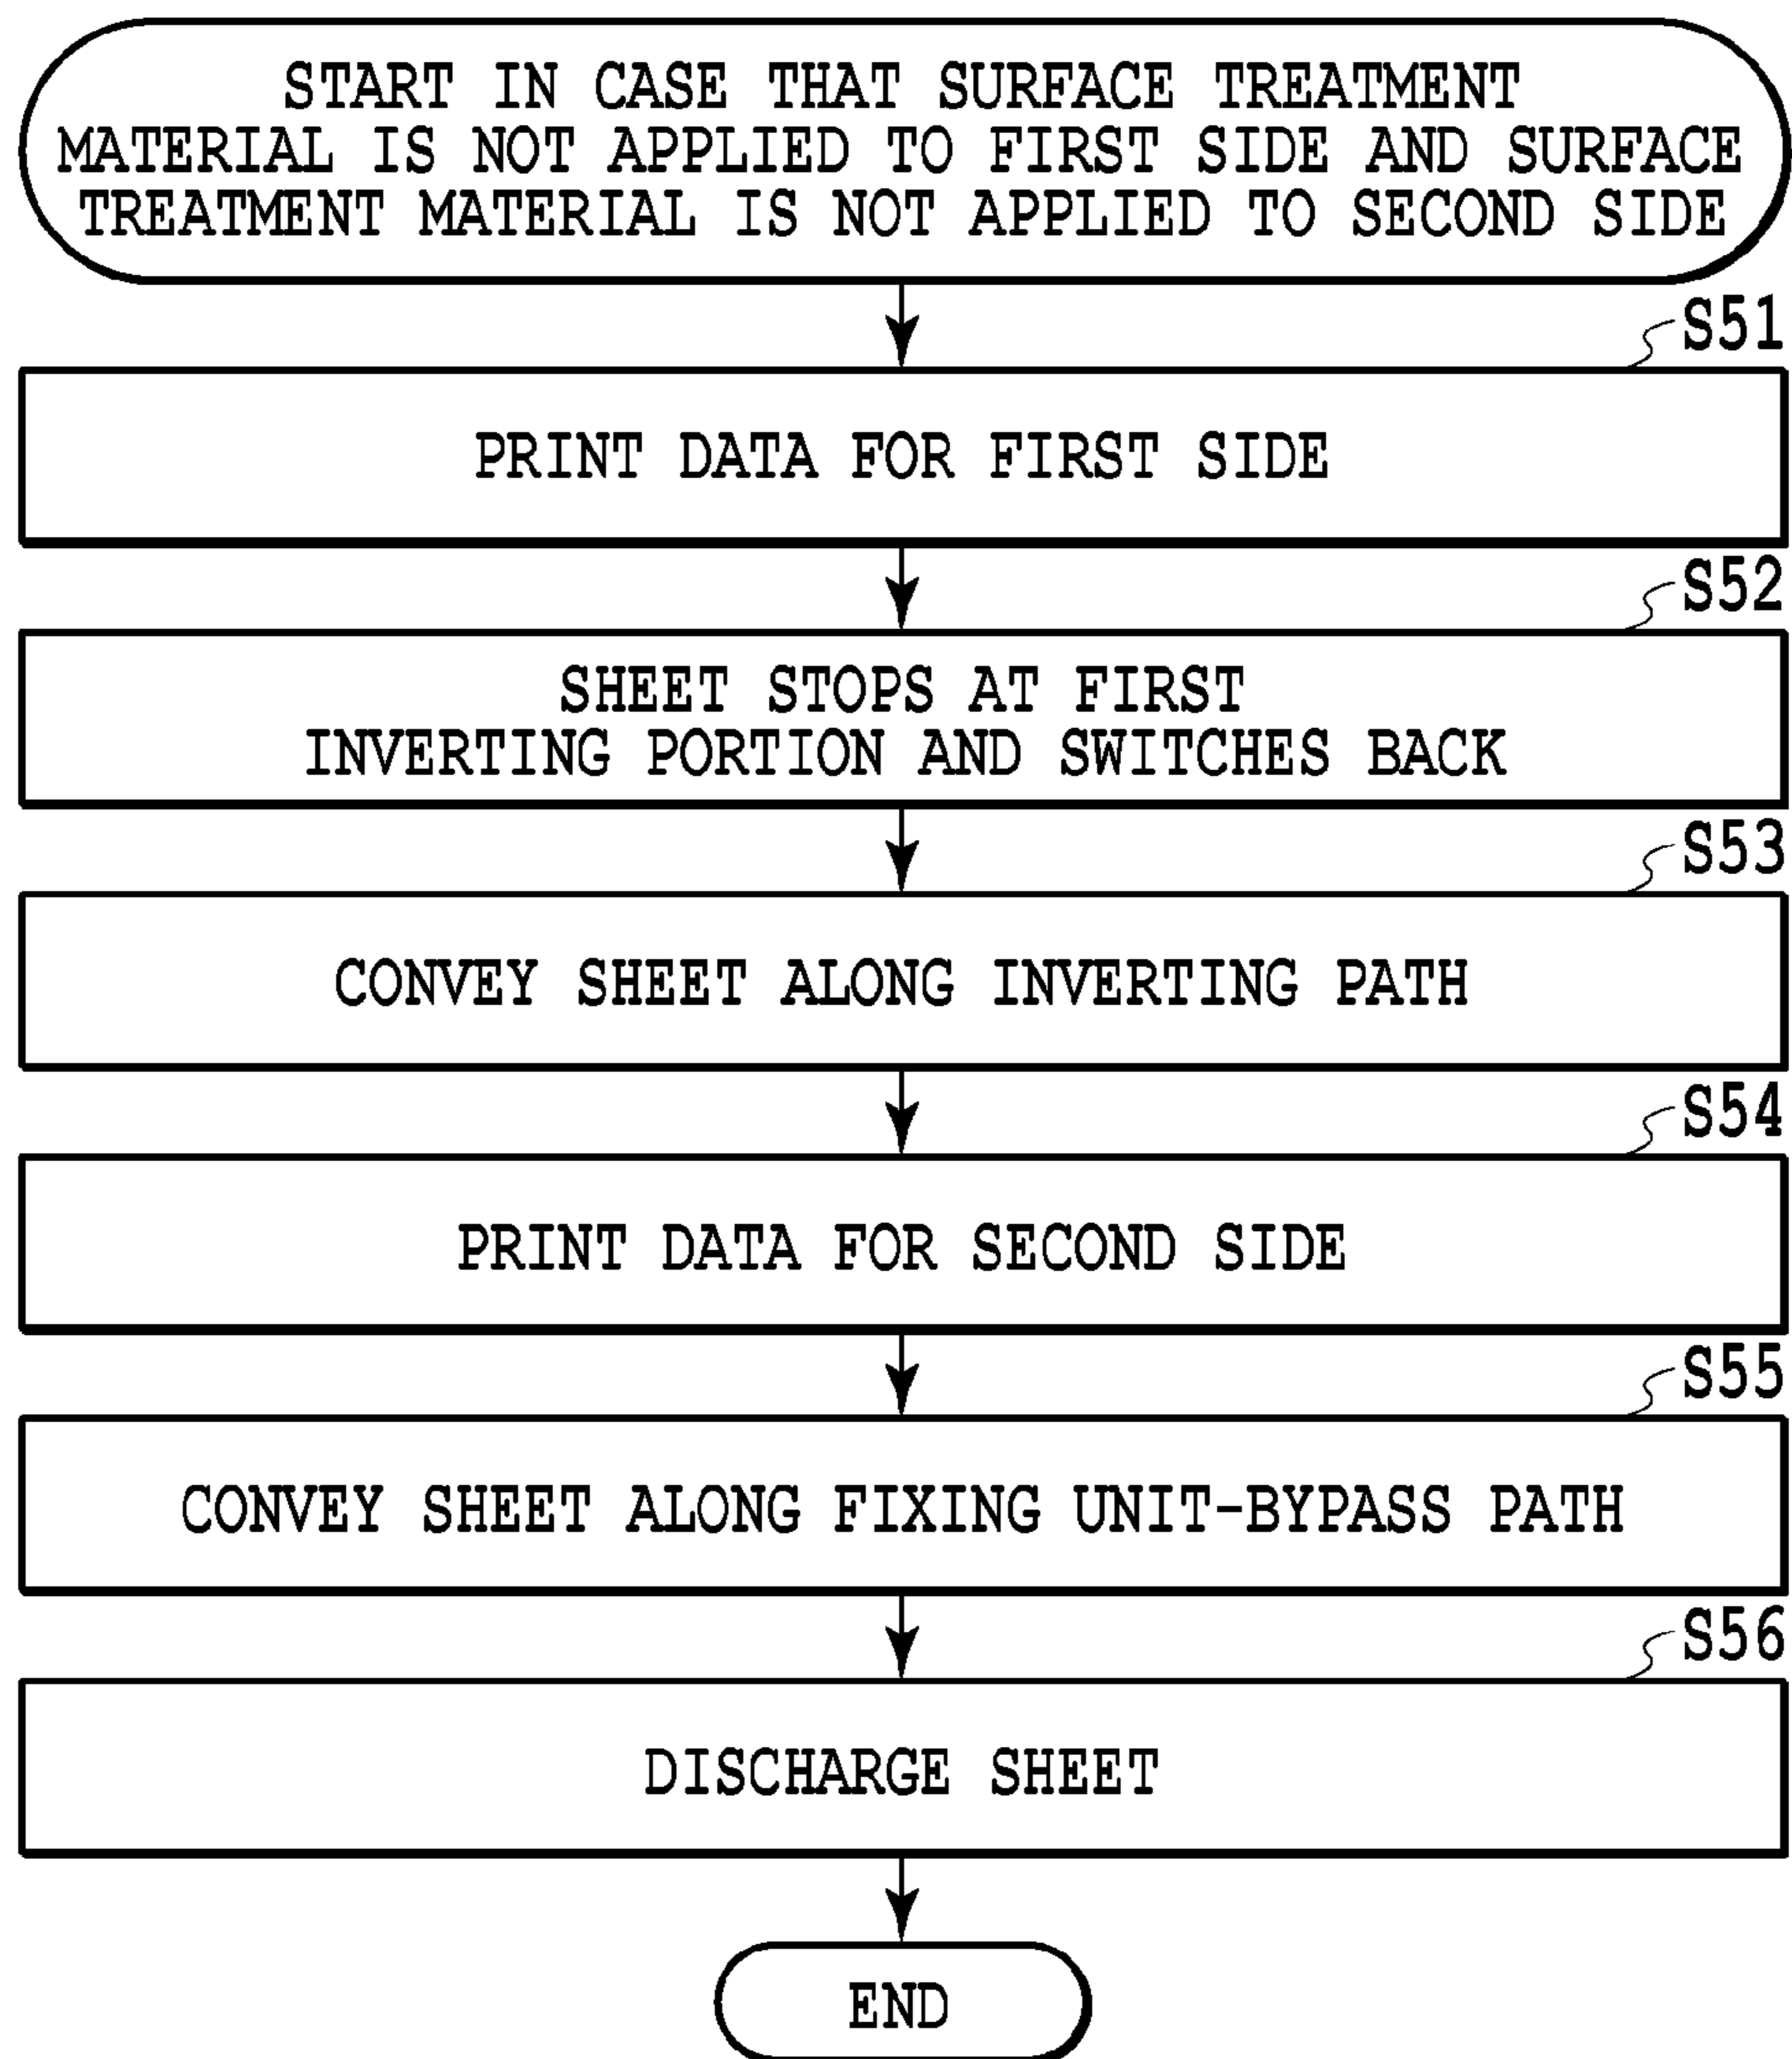 START IN CASE THAT SURFACE TREATMENT
MATERIAL IS NOT APPLIED TO FIRST SIDE AND SURFACE
TREATMENT MATERIAL IS NOT APPLIED TO SECOND SIDE
S51
PRINT DATA FOR FIRST SIDE
S52
SHEET STOPS AT FIRST
INVERTING PORTION AND SWITCHES BACK
S53
CONVEY SHEET ALONG INVERTING PATH
S54
PRINT DATA FOR SECOND SIDE
S55
CONVEY SHEET ALONG FIXING UNIT-BYPASS PATH
S56
DISCHARGE SHEET
END